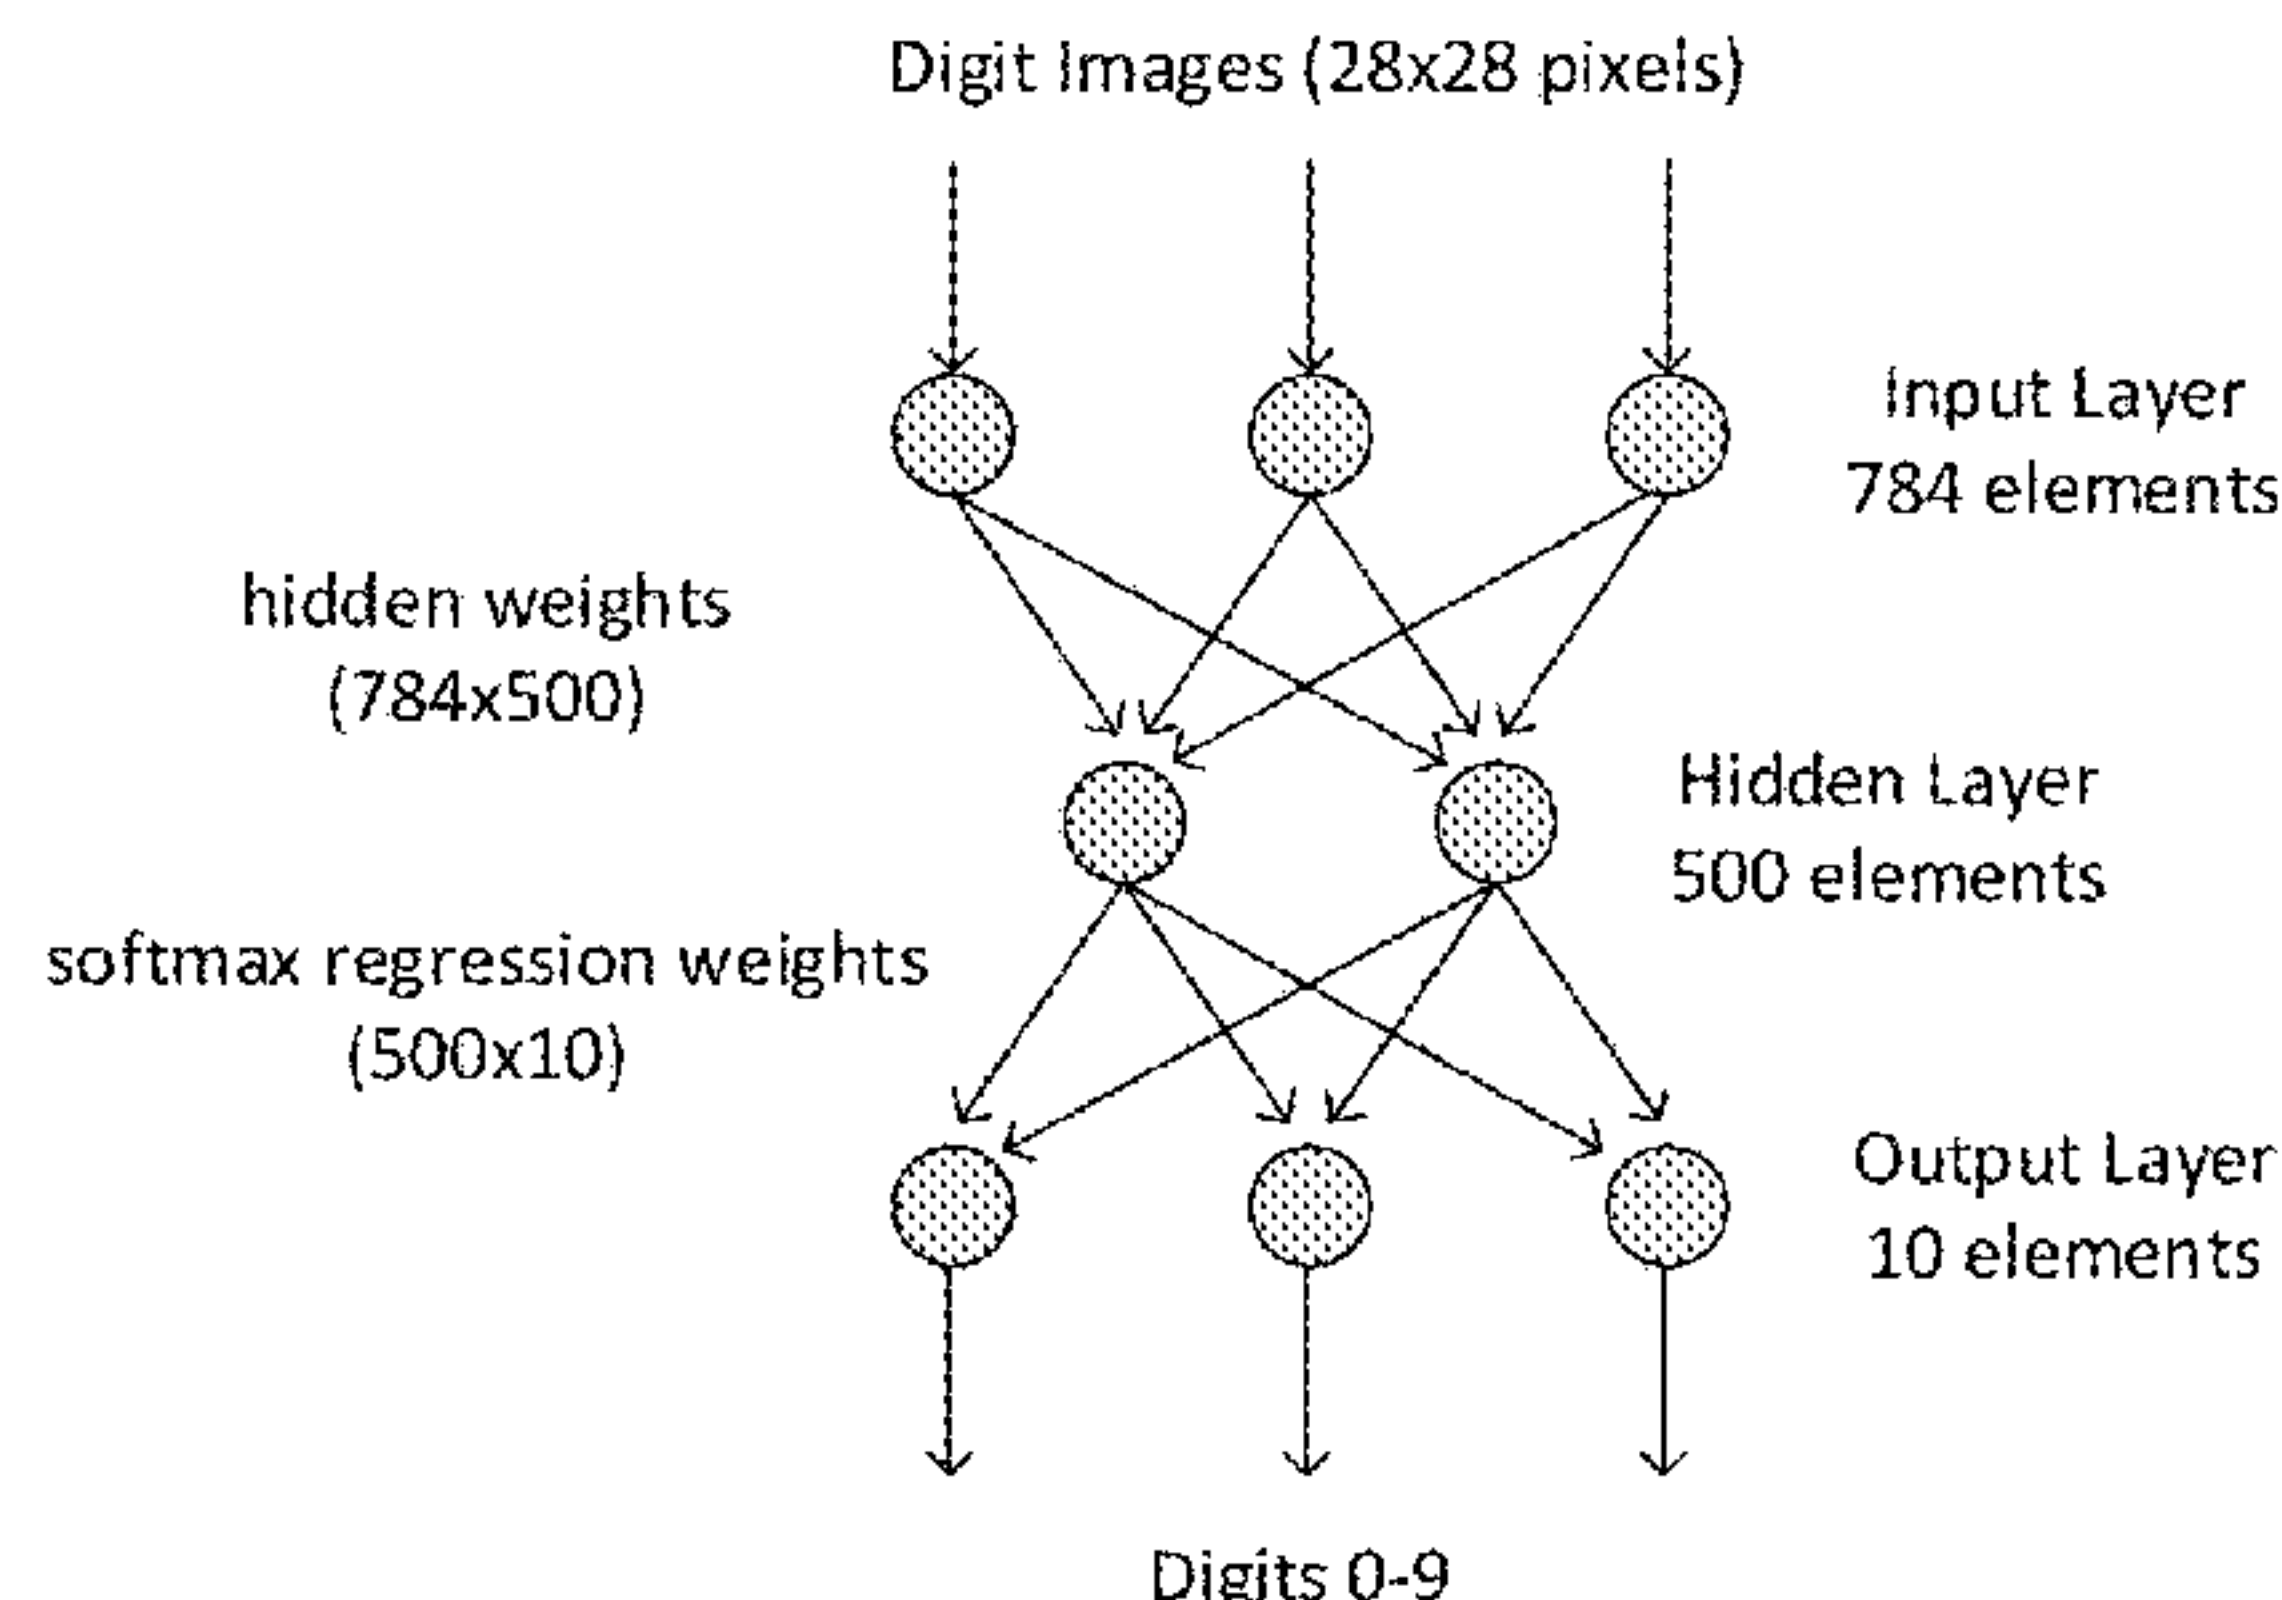 Digit Images (28x28 pixels)
Input Layer
784 elements
hidden weights
(784x500)
Hidden Layer
500 elements
softmax regression weights
(500x10)
Output Layer
10 elements
Digits 0-9